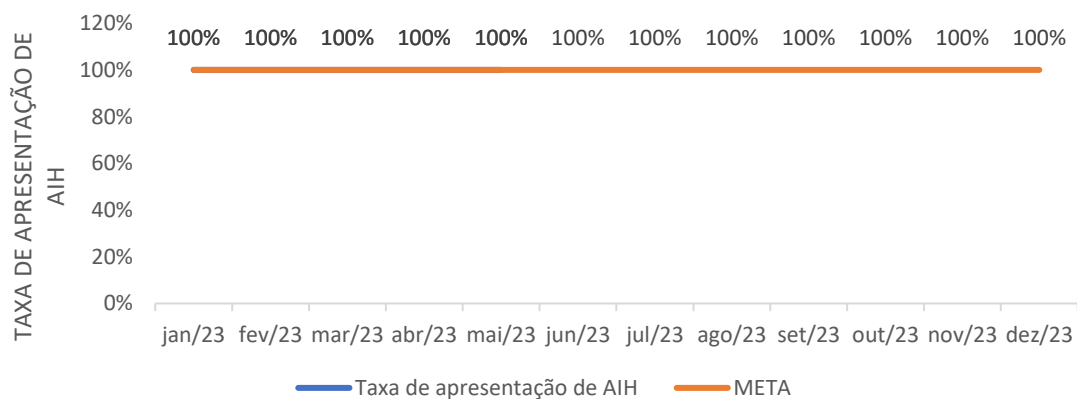 TAXA DE APRESENTAÇÃO DE
AIH
120%
100%
80%
60%
40%
20%
0%
100% 100% 100% 100% 100% 100% 100% 100% 100% 100% 100% 100%
jan/23 fev/23 mar/23 abr/23 mai/23 jun/23 jul/23 ago/23 set/23 out/23 nov/23 dez/23
Taxa de apresentação de AIH META